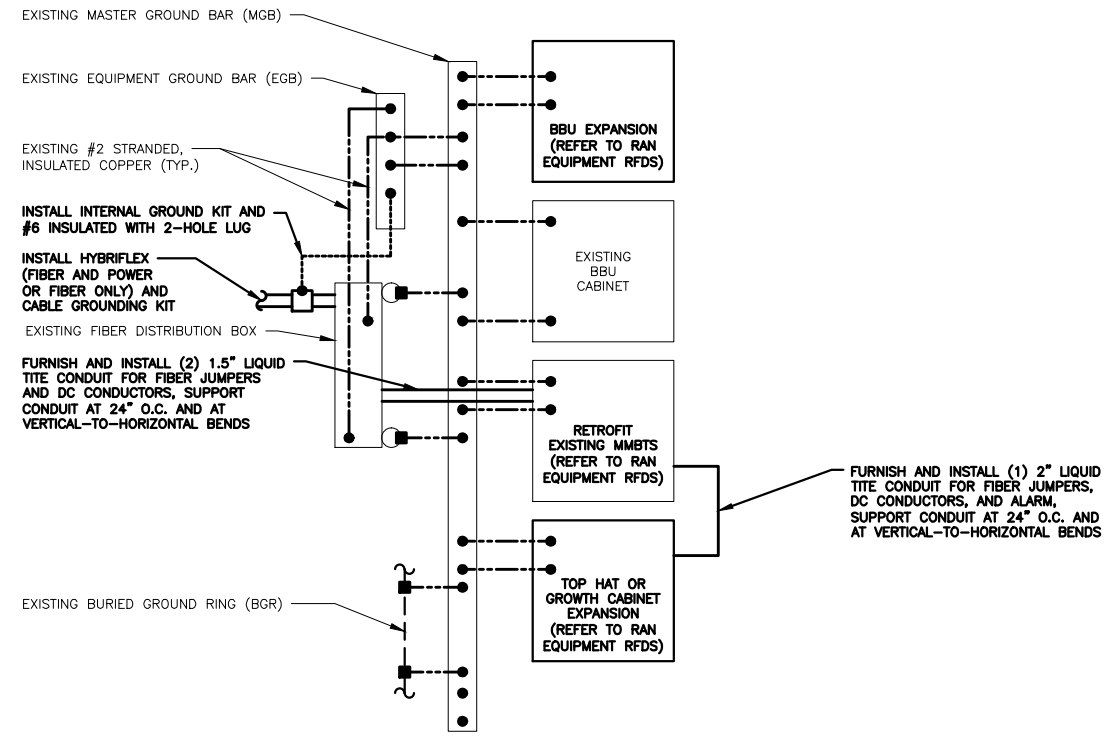 EXISTING MASTER GROUND BAR (MGB)
EXISTING EQUIPMENT GROUND BAR (EGB)
EXISTING #2 STRANDED,
INSULATED COPPER (TYP.)
INSTALL INTERNAL GROUND KIT AND
#6 INSULATED WITH 2-HOLE LUG
INSTALL HYBRIFLEX
(FIBER AND POWER
OR FIBER ONLY) AND
CABLE GROUNDING KIT
EXISTING FIBER DISTRIBUTION BOX
FURNISH AND INSTALL (2) 1.5" LIQUID
TITE CONDUIT FOR FIBER JUMPERS
AND DC CONDUCTORS, SUPPORT
CONDUIT AT 24" O.C. AND AT
VERTICAL-TO-HORIZONTAL BENDS
EXISTING BURIED GROUND RING (BGR)
BBU EXPANSION
(REFER TO RAN
EQUIPMENT RFDS)
EXISTING
BBU
CABINET
RETROFIT
EXISTING MMBTS
(REFER TO RAN
EQUIPMENT RFDS)
TOP HAT OR
GROWTH CABINET
EXPANSION
(REFER TO RAN
EQUIPMENT RFDS)
FURNISH AND INSTALL (1) 2" LIQUID
TITE CONDUIT FOR FIBER JUMPERS,
DC CONDUCTORS, AND ALARM,
SUPPORT CONDUIT AT 24" O.C. AND
AT VERTICAL-TO-HORIZONTAL BENDS